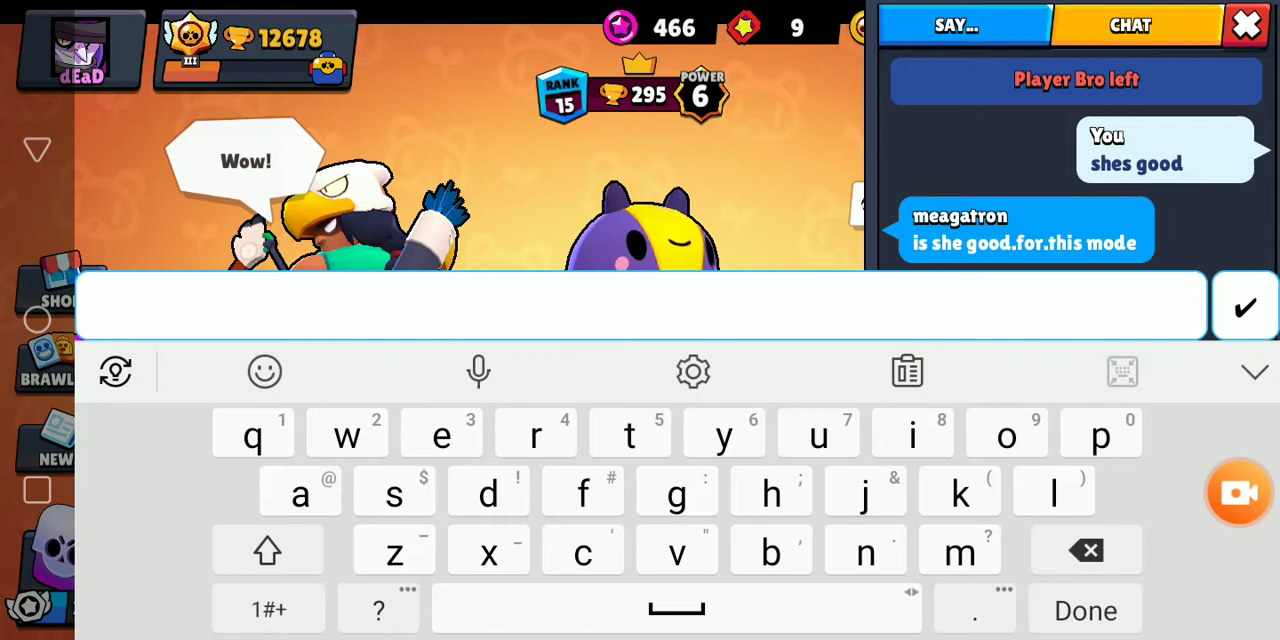 dEaD
III
12678
466
9
SAY...
CHAT
Player Bro left
RANK
15
295
POWER
6
Wow!
You
shes good
meagatron
is she good.for.this mode
SHO
BRAWL
NEW
q 1 w 2 e 3 r 4 t 5 y 6 u 7 i 8 o 9 p 0
a @ s $ d ! f # g : h ; j & k ( l )
z _ x - c ' v " b , n . m ?
1#+ ? ... . ... Done